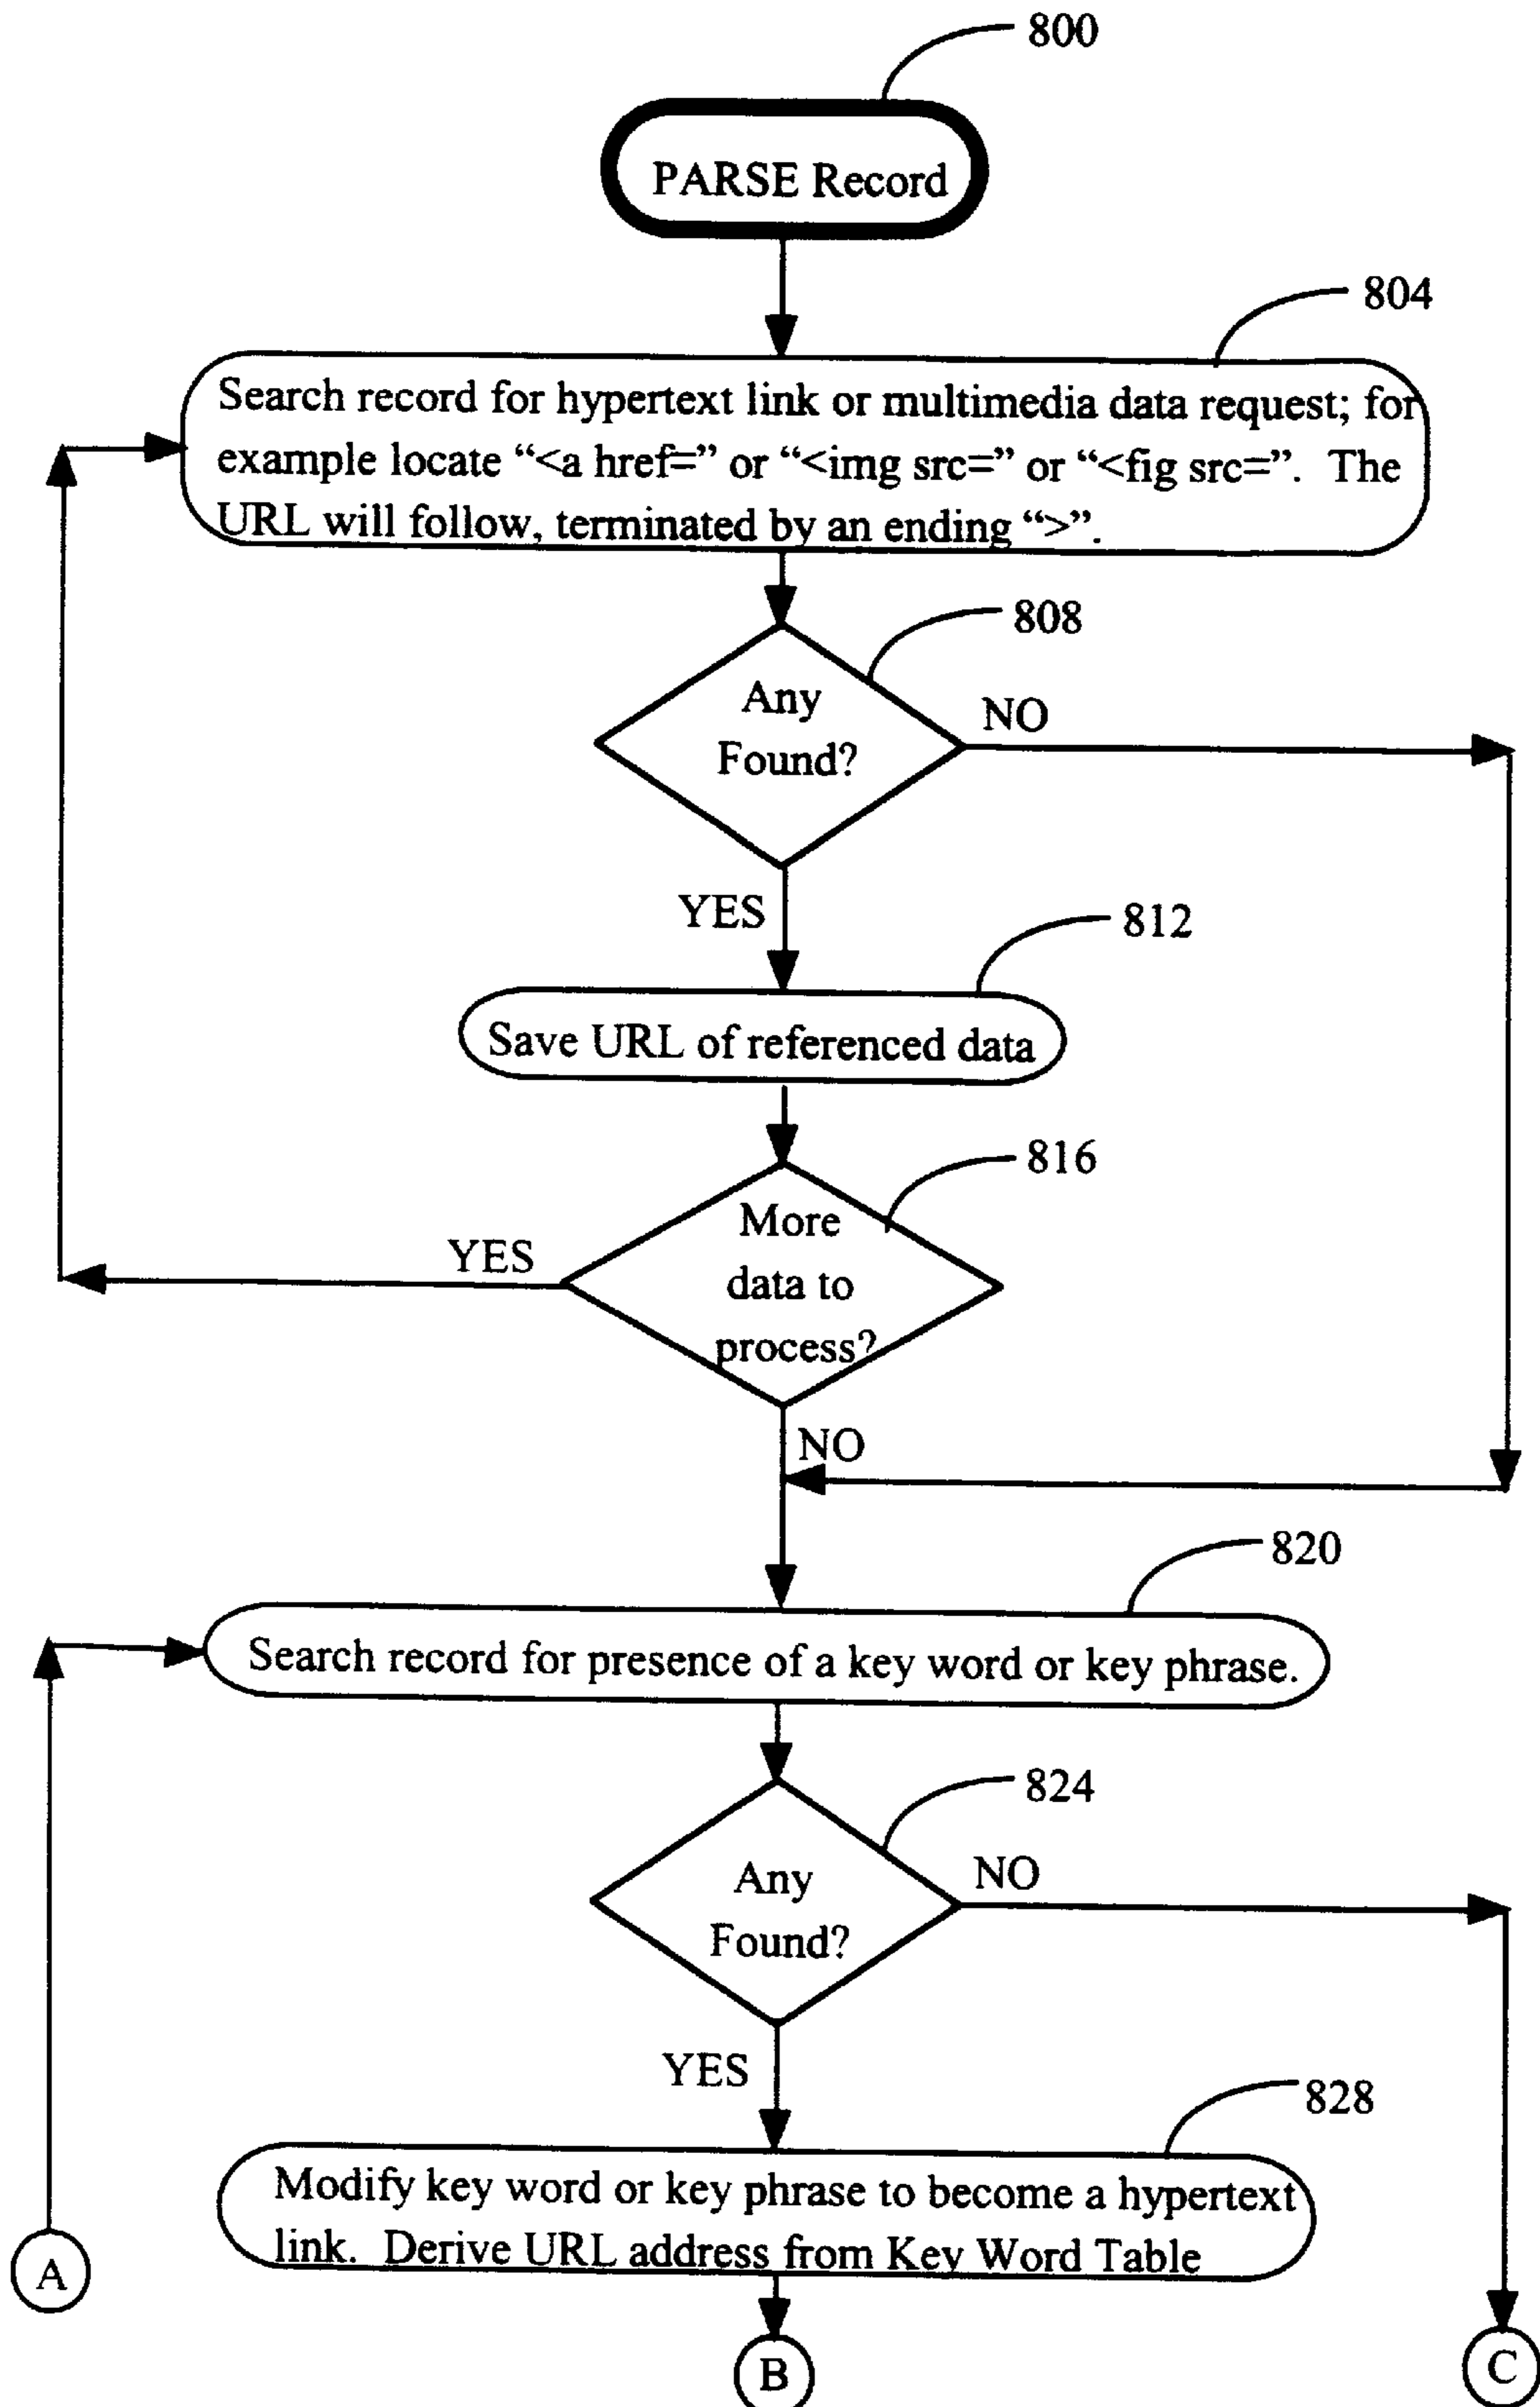 800
PARSE Record
804
Search record for hypertext link or multimedia data request; for
example locate “<a href=” or “<img src=” or “<fig src=”. The
URL will follow, terminated by an ending “>”.
808
Any
Found?
NO
YES
812
Save URL of referenced data
816
More
data to
process?
YES
NO
820
Search record for presence of a key word or key phrase.
824
Any
Found?
NO
YES
828
Modify key word or key phrase to become a hypertext
link. Derive URL address from Key Word Table
A
B
C